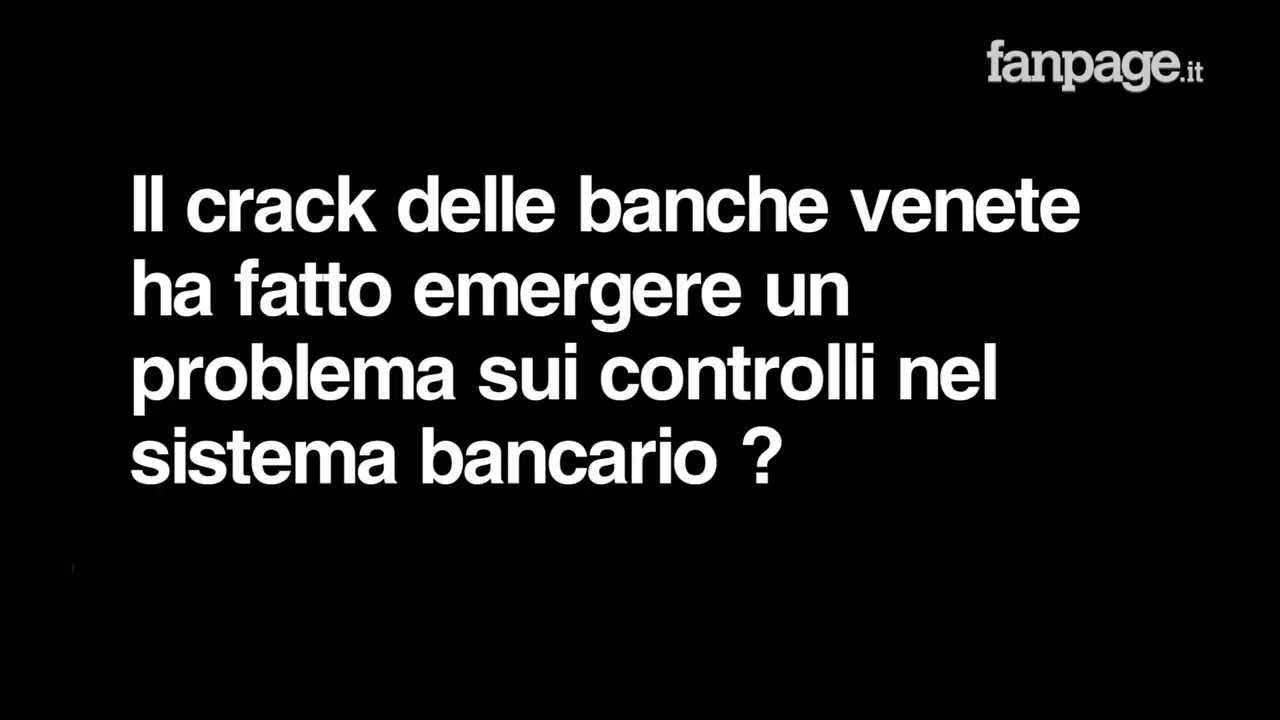 fanpage.it
Il crack delle banche venete
ha fatto emergere un
problema sui controlli nel
sistema bancario ?